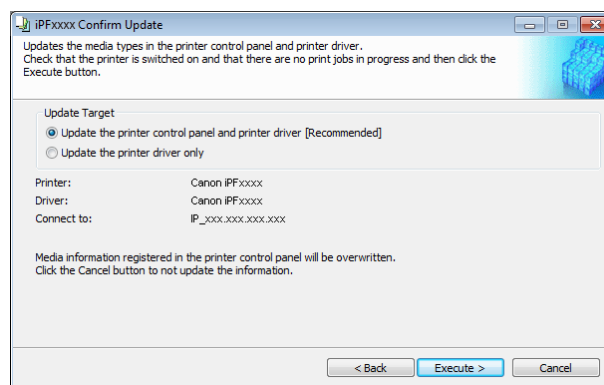 iPFxxxx Confirm Update
Updates the media types in the printer control panel and printer driver.
Check that the printer is switched on and that there are no print jobs in progress and then click the
Execute button.
Update Target
Update the printer control panel and printer driver [Recommended]
Update the printer driver only
Printer: Canon iPFxxxx
Driver: Canon iPFxxxx
Connect to: IP_xxx.xxx.xxx.xxx
Media information registered in the printer control panel will be overwritten.
Click the Cancel button to not update the information.
< Back Execute > Cancel